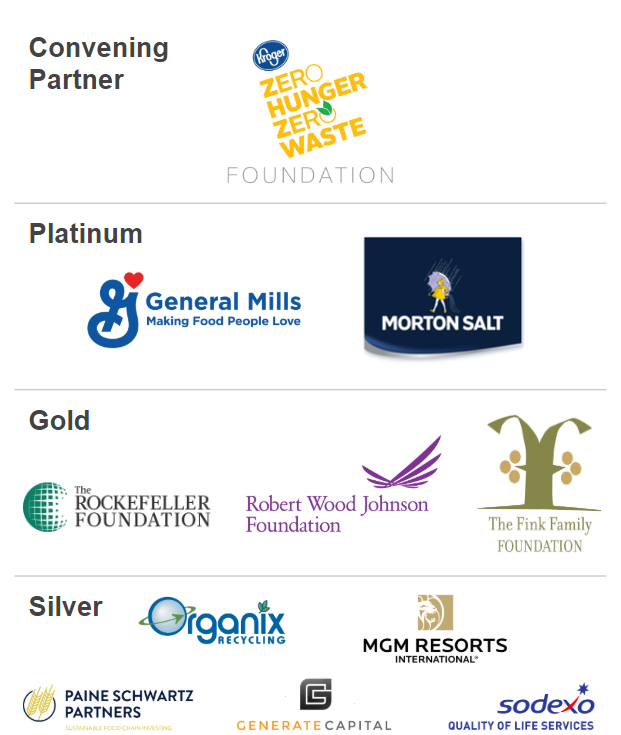 Convening
Partner
Kroger
ZERO
HUNGER
ZERO
WASTE
FOUNDATION
Platinum
General Mills
Making Food People Love
MORTON SALT
Gold
The
ROCKEFELLER
FOUNDATION
Robert Wood Johnson
Foundation
The Fink Family
FOUNDATION
Silver
Organix
RECYCLING
MGM RESORTS
INTERNATIONAL®
PAINE SCHWARTZ
PARTNERS
SUSTAINABLE FOOD CHAIN INVESTING
GENERATE CAPITAL
sodexo
QUALITY OF LIFE SERVICES